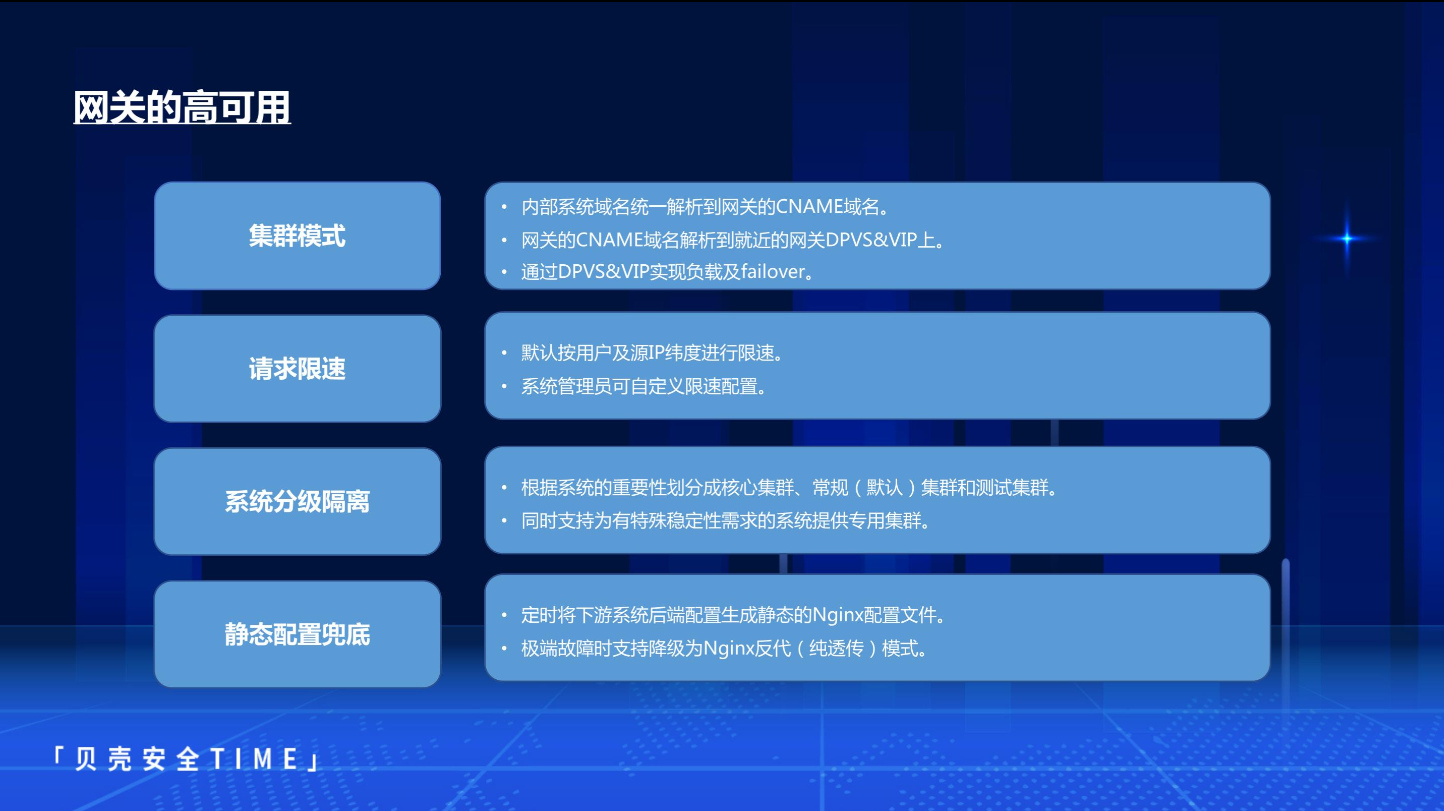 网关的高可用
集群模式
• 内部系统域名统一解析到网关的CNAME域名。
• 网关的CNAME域名解析到就近的网关DPVS&VIP上。
• 通过DPVS&VIP实现负载及failover。
请求限速
• 默认按用户及源IP纬度进行限速。
• 系统管理员可自定义限速配置。
系统分级隔离
• 根据系统的重要性划分成核心集群、常规（默认）集群和测试集群。
• 同时支持为有特殊稳定性需求的系统提供专用集群。
静态配置兜底
• 定时将下游系统后端配置生成静态的Nginx配置文件。
• 极端故障时支持降级为Nginx反代（纯透传）模式。
「贝壳安全TIME」